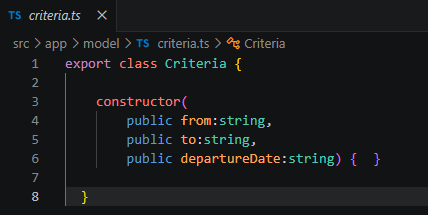 TS criteria.ts ×
src > app > model > TS criteria.ts > Criteria
1 export class Criteria {
2
3 constructor(
4 public from:string,
5 public to:string,
6 public departureDate:string) {  }
7
8 }